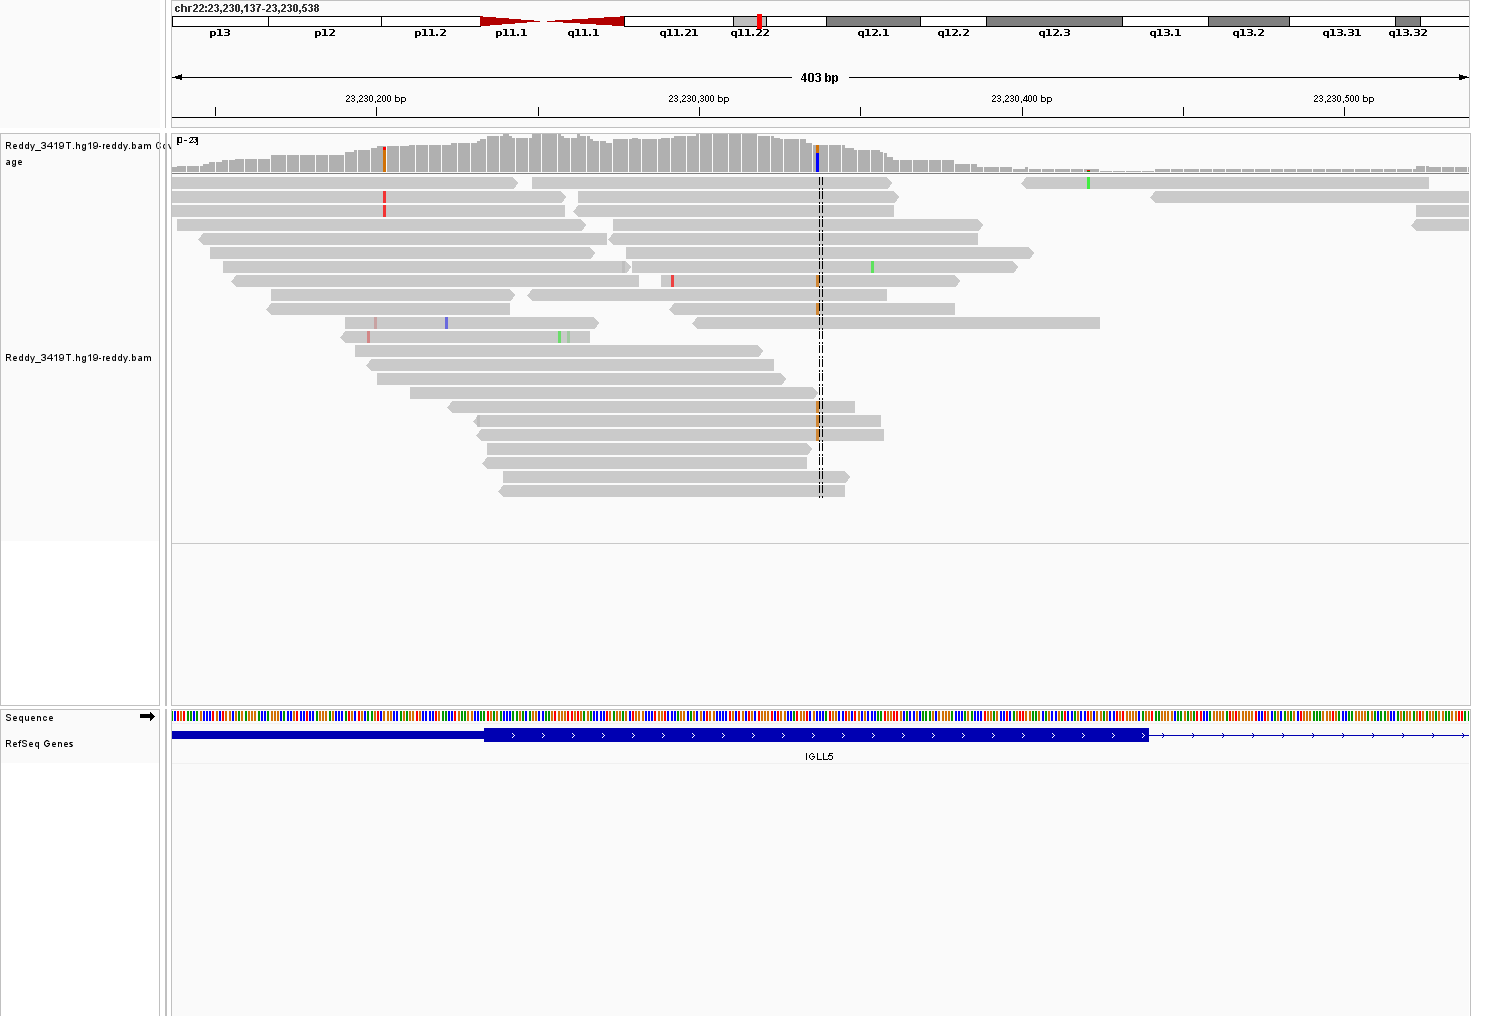 chr22:23,230,137-23,230,538
p13 p12 p11.2 p11.1 q11.1 q11.21 q11.22 q12.1 q12.2 q12.3 q13.1 q13.2 q13.31 q13.32
403 bp
23,230,200 bp 23,230,300 bp 23,230,400 bp 23,230,500 bp
[0 - 23]
Reddy_3419T.hg19-reddy.bam Cov
age
Reddy_3419T.hg19-reddy.bam
Sequence
RefSeq Genes
IGLL5